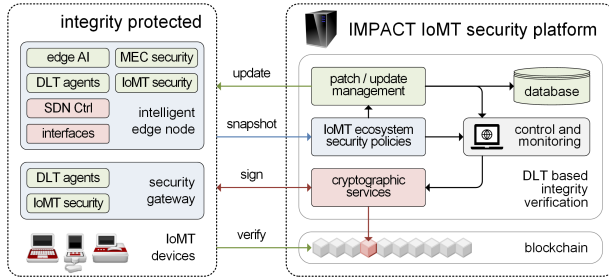 integrity protected
IMPACT IoMT security platform
edge AI
MEC security
DLT agents
IoMT security
SDN Ctrl
interfaces
intelligent
edge node
DLT agents
IoMT security
security
gateway
IoMT
devices
update
snapshot
sign
verify
patch / update
management
database
IoMT ecosystem
security policies
control and
monitoring
cryptographic
services
DLT based
integrity
verification
blockchain